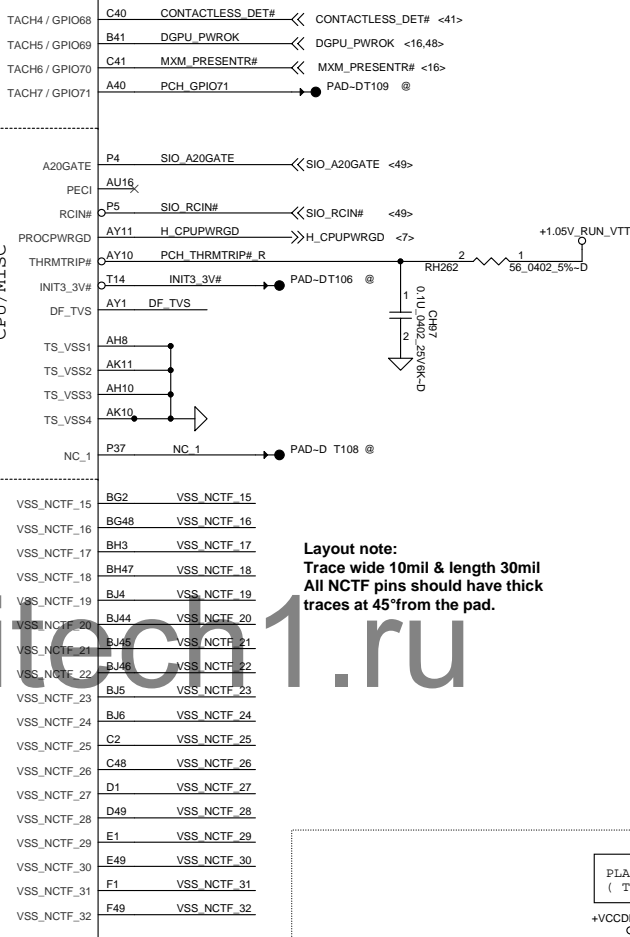 TACH4 / GPIO68 C40 CONTACTLESS_DET# CONTACTLESS_DET# <41>
TACH5 / GPIO69 B41 DGPU_PWROK DGPU_PWROK <16,48>
TACH6 / GPIO70 C41 MXM_PRESENTR# MXM_PRESENTR# <16>
TACH7 / GPIO71 A40 PCH_GPIO71 PAD~DT109 @
CPU/MISC
A20GATE P4 SIO_A20GATE SIO_A20GATE <49>
PECI AU16
RCIN# P5 SIO_RCIN# SIO_RCIN# <49>
PROCPWRGD AY11 H_CPUPWRGD H_CPUPWRGD <7>
+1.05V_RUN_VTT
THRMTRIP# AY10 PCH_THRMTRIP#_R RH262 2 1 56_0402_5%~D
INIT3_3V# T14 INIT3_3V# PAD~DT106 @
1 2 CH97 0.1U_0402_25V6K~D
DF_TVS AY1 DF_TVS
TS_VSS1 AH8
TS_VSS2 AK11
TS_VSS3 AH10
TS_VSS4 AK10
NC_1 P37 NC_1 PAD~D T108 @
VSS_NCTF_15 BG2 VSS_NCTF_15
VSS_NCTF_16 BG48 VSS_NCTF_16
VSS_NCTF_17 BH3 VSS_NCTF_17
VSS_NCTF_18 BH47 VSS_NCTF_18
VSS_NCTF_19 BJ4 VSS_NCTF_19
VSS_NCTF_20 BJ44 VSS_NCTF_20
VSS_NCTF_21 BJ45 VSS_NCTF_21
VSS_NCTF_22 BJ46 VSS_NCTF_22
VSS_NCTF_23 BJ5 VSS_NCTF_23
VSS_NCTF_24 BJ6 VSS_NCTF_24
VSS_NCTF_25 C2 VSS_NCTF_25
VSS_NCTF_26 C48 VSS_NCTF_26
VSS_NCTF_27 D1 VSS_NCTF_27
VSS_NCTF_28 D49 VSS_NCTF_28
VSS_NCTF_29 E1 VSS_NCTF_29
VSS_NCTF_30 E49 VSS_NCTF_30
VSS_NCTF_31 F1 VSS_NCTF_31
VSS_NCTF_32 F49 VSS_NCTF_32
Layout note:
Trace wide 10mil & length 30mil
All NCTF pins should have thick
traces at 45°from the pad.
itech1.ru
PLA
( T
+VCCD